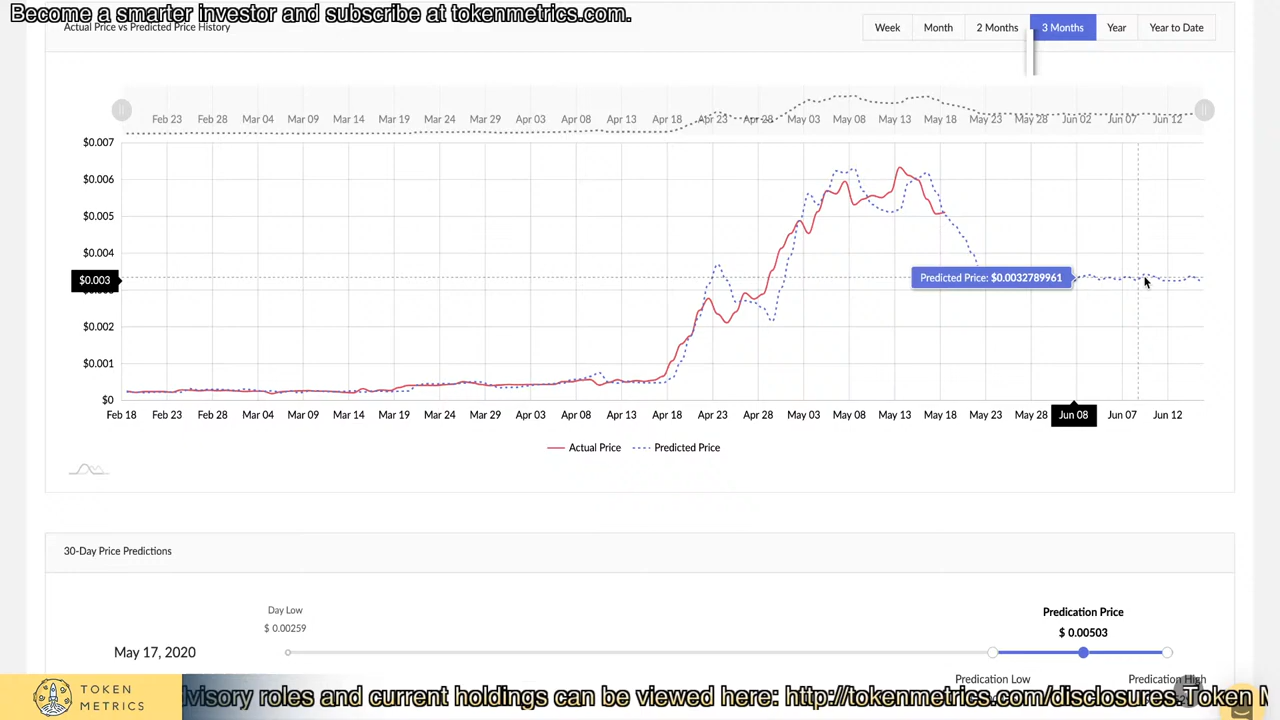 Become a smarter investor and subscribe at tokenmetrics.com.
Actual Price vs Predicted Price History
Week Month 2 Months 3 Months Year Year to Date
Feb 23 Feb 28 Mar 04 Mar 09 Mar 14 Mar 19 Mar 24 Mar 29 Apr 03 Apr 08 Apr 13 Apr 18 Apr 23 Apr 28 May 03 May 08 May 13 May 18 May 23 May 28 Jun 02 Jun 07 Jun 12
$0.007
$0.006
$0.005
$0.004
$0.003
Predicted Price: $0.0032789961
$0.002
$0.001
$0
Feb 18 Feb 23 Feb 28 Mar 04 Mar 09 Mar 14 Mar 19 Mar 24 Mar 29 Apr 03 Apr 08 Apr 13 Apr 18 Apr 23 Apr 28 May 03 May 08 May 13 May 18 May 23 May 28 Jun 08 Jun 07 Jun 12
Actual Price Predicted Price
30-Day Price Predictions
Day Low
$ 0.00259
Predication Price
$ 0.00503
May 17, 2020
Predication Low Predication High
TOKEN
METRICS
dvisory roles and current holdings can be viewed here: http://tokenmetrics.com/disclosures.Token M